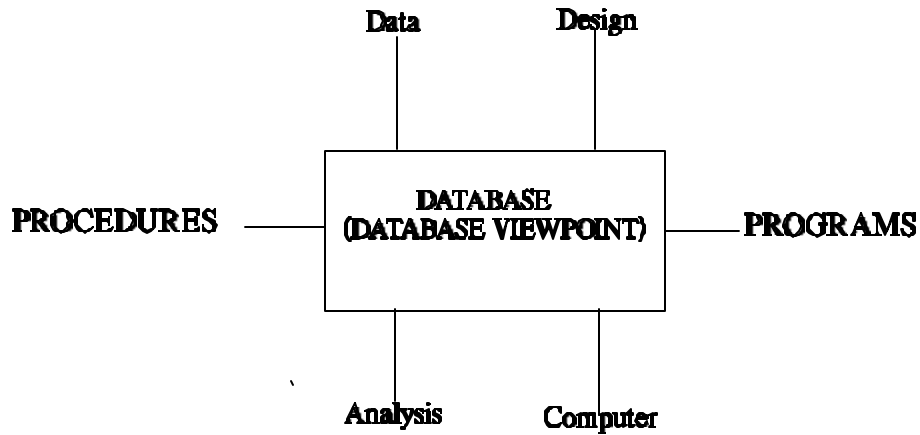 Data
Design
DATABASE
(DATABASE VIEWPOINT)
PROCEDURES
PROGRAMS
Analysis
Computer